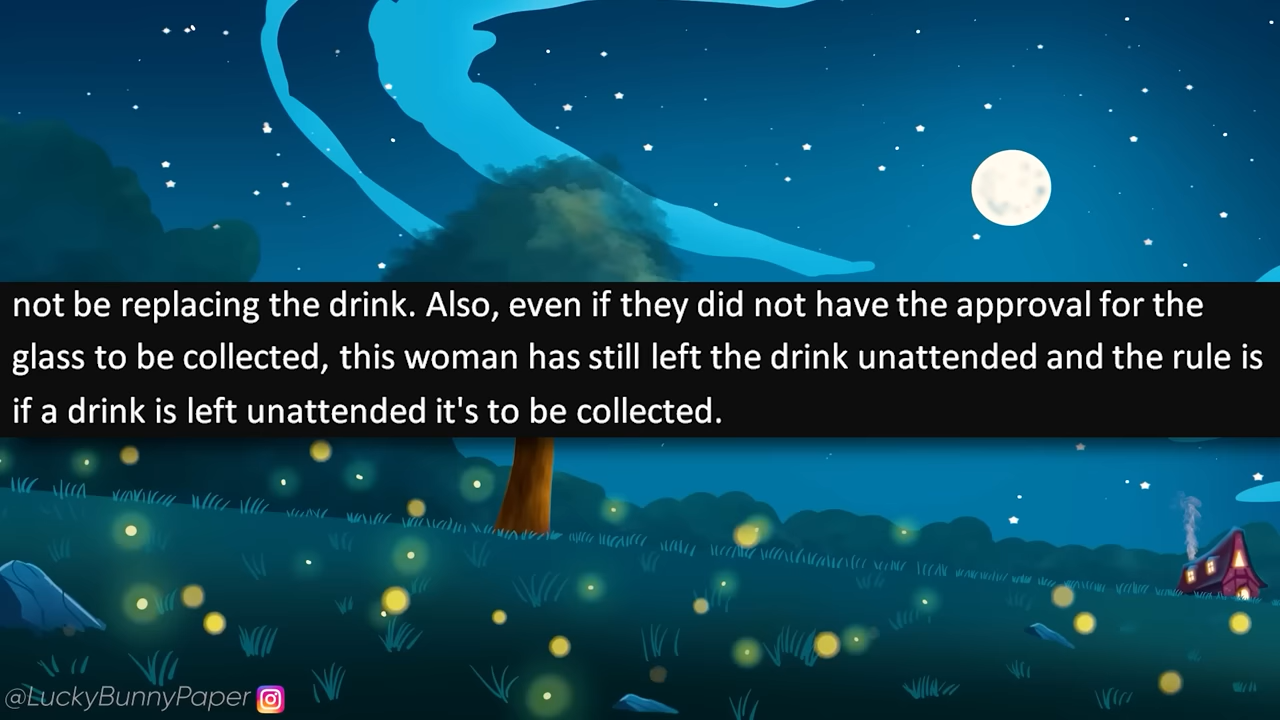 not be replacing the drink. Also, even if they did not have the approval for the
glass to be collected, this woman has still left the drink unattended and the rule is
if a drink is left unattended it's to be collected.
@LuckyBunnyPaper